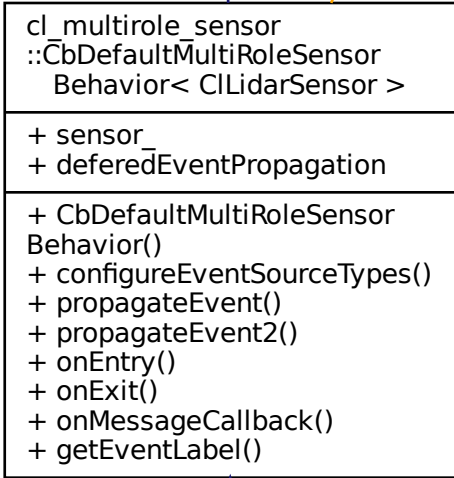 cl_multirole_sensor
::CbDefaultMultiRoleSensor
Behavior< ClLidarSensor >
+ sensor_
+ deferedEventPropagation
+ CbDefaultMultiRoleSensor
Behavior()
+ configureEventSourceTypes()
+ propagateEvent()
+ propagateEvent2()
+ onEntry()
+ onExit()
+ onMessageCallback()
+ getEventLabel()